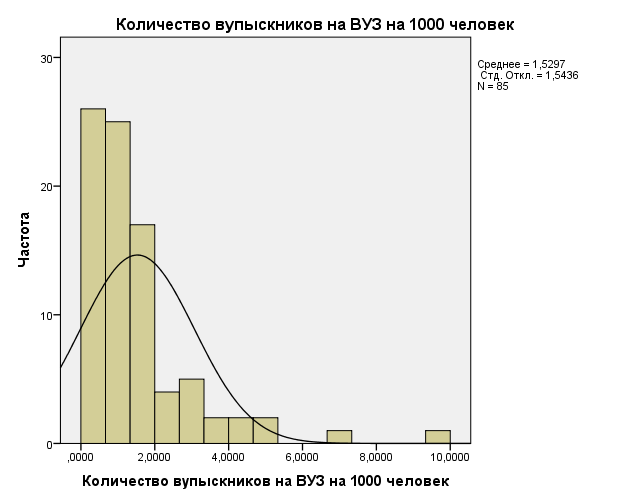 Количество вупыскников на ВУЗ на 1000 человек
Среднее = 1,5297
Стд. Откл. = 1,5436
N = 85
Частота
30
20
10
0
,0000 2,0000 4,0000 6,0000 8,0000 10,0000
Количество вупыскников на ВУЗ на 1000 человек